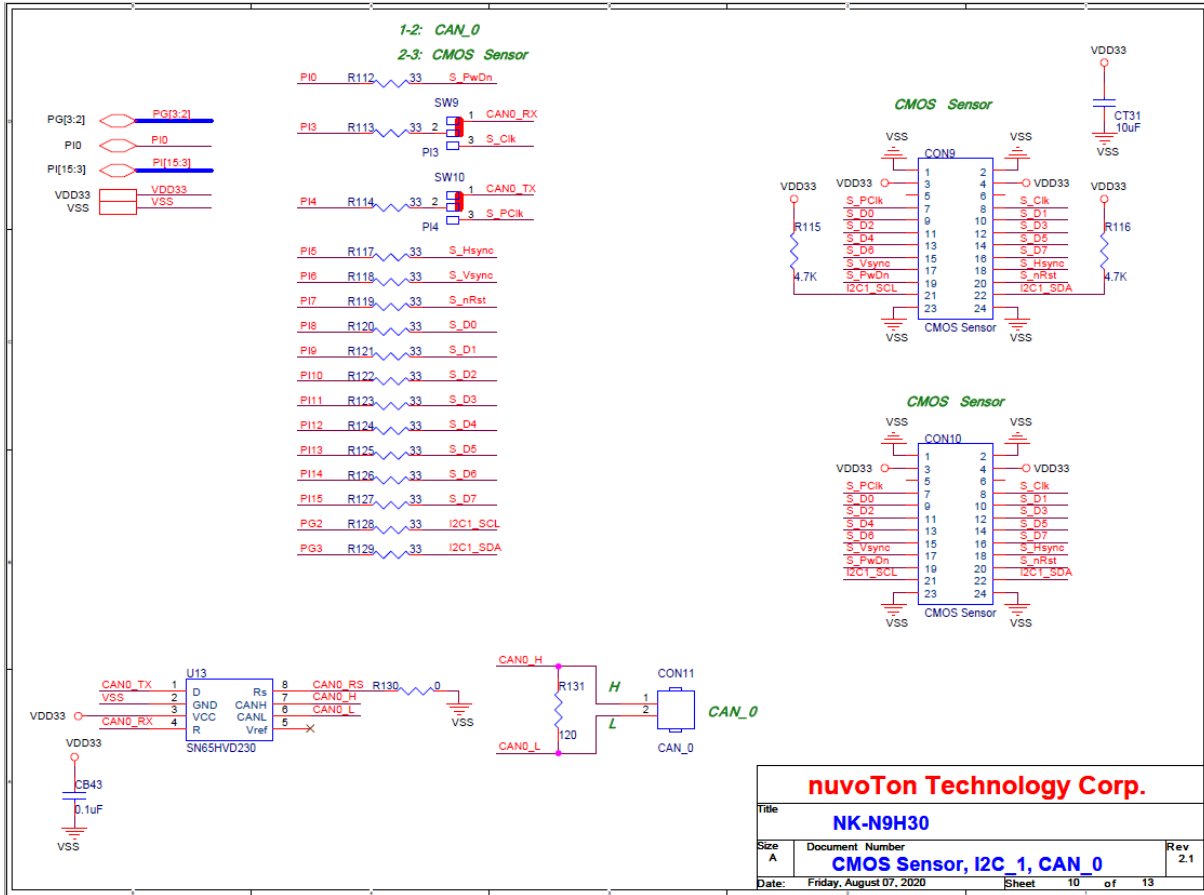 1-2: CAN_0
2-3: CMOS Sensor
PI0 R112 33 S_PwDn
SW9
PI3 R113 33 2 1 CAN0_RX
3 S_Clk
PI3
SW10
PI4 R114 33 2 1 CAN0_TX
3 S_PClk
PI4
PI5 R117 33 S_Hsync
PI6 R118 33 S_Vsync
PI7 R119 33 S_nRst
PI8 R120 33 S_D0
PI9 R121 33 S_D1
PI10 R122 33 S_D2
PI11 R123 33 S_D3
PI12 R124 33 S_D4
PI13 R125 33 S_D5
PI14 R126 33 S_D6
PI15 R127 33 S_D7
PG2 R128 33 I2C1_SCL
PG3 R129 33 I2C1_SDA
PG[3:2] PG[3:2]
PI0 PI0
PI[15:3] PI[15:3]
VDD33 VDD33
VSS VSS
VDD33
CT31
10uF
VSS
CMOS Sensor
VSS VSS
CON9
1 2
VDD33 3 4 VDD33
5 6
S_PClk 7 8 S_Clk
S_D0 9 10 S_D1
S_D2 11 12 S_D3
S_D4 13 14 S_D5
S_D6 15 16 S_D7
S_Vsync 17 18 S_Hsync
S_PwDn 19 20 S_nRst
I2C1_SCL 21 22 I2C1_SDA
23 24
VSS CMOS Sensor VSS
VDD33 VDD33
R115 R116
4.7K 4.7K
CMOS Sensor
VSS VSS
CON10
1 2
VDD33 3 4 VDD33
5 6
S_PClk 7 8 S_Clk
S_D0 9 10 S_D1
S_D2 11 12 S_D3
S_D4 13 14 S_D5
S_D6 15 16 S_D7
S_Vsync 17 18 S_Hsync
S_PwDn 19 20 S_nRst
I2C1_SCL 21 22 I2C1_SDA
23 24
VSS CMOS Sensor VSS
U13
CAN0_TX 1 D Rs 8 CAN0_RS R130 0
VSS 2 GND CANH 7 CAN0_H
VDD33 3 VCC CANL 6 CAN0_L
CAN0_RX 4 R Vref 5
SN65HVD230
VSS
VDD33
CB43
0.1uF
VSS
CAN0_H
R131
120
CAN0_L
H
L
CON11
1
2
CAN_0
CAN_0
nuvoTon Technology Corp.
Title
NK-N9H30
Size
A
Document Number
CMOS Sensor, I2C_1, CAN_0
Rev
2.1
Date: Friday, August 07, 2020 Sheet 10 of 13